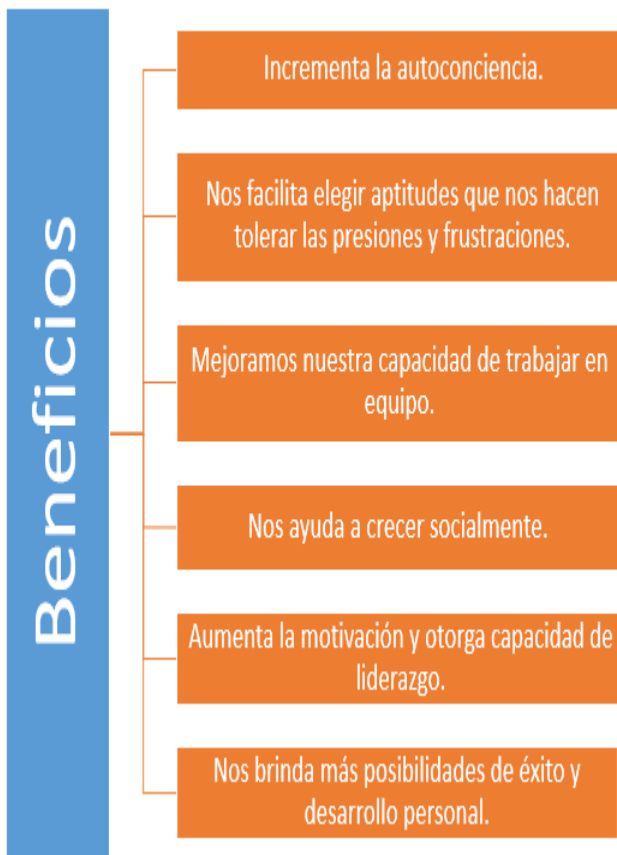 Beneficios
Incrementa la autoconciencia.
Nos facilita elegir aptitudes que nos hacen
tolerar las presiones y frustraciones.
Mejoramos nuestra capacidad de trabajar en
equipo.
Nos ayuda a crecer socialmente.
Aumenta la motivación y otorga capacidad de
liderazgo.
Nos brinda más posibilidades de éxito y
desarrollo personal.